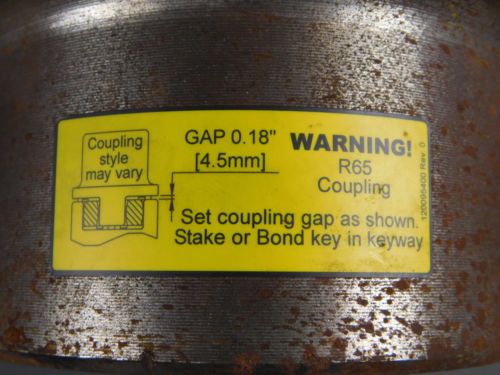 Coupling
style
may vary
GAP 0.18"
[4.5mm]
WARNING!
R65
Coupling
Set coupling gap as shown.
Stake or Bond key in keyway
120095400 Rev. 0